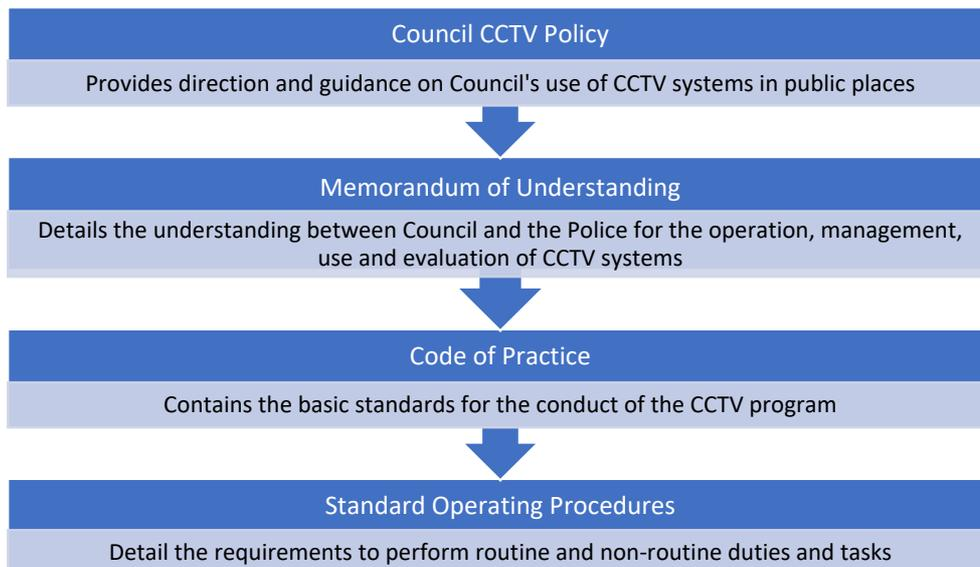 Council CCTV Policy
Provides direction and guidance on Council's use of CCTV systems in public places
Memorandum of Understanding
Details the understanding between Council and the Police for the operation, management,
use and evaluation of CCTV systems
Code of Practice
Contains the basic standards for the conduct of the CCTV program
Standard Operating Procedures
Detail the requirements to perform routine and non-routine duties and tasks